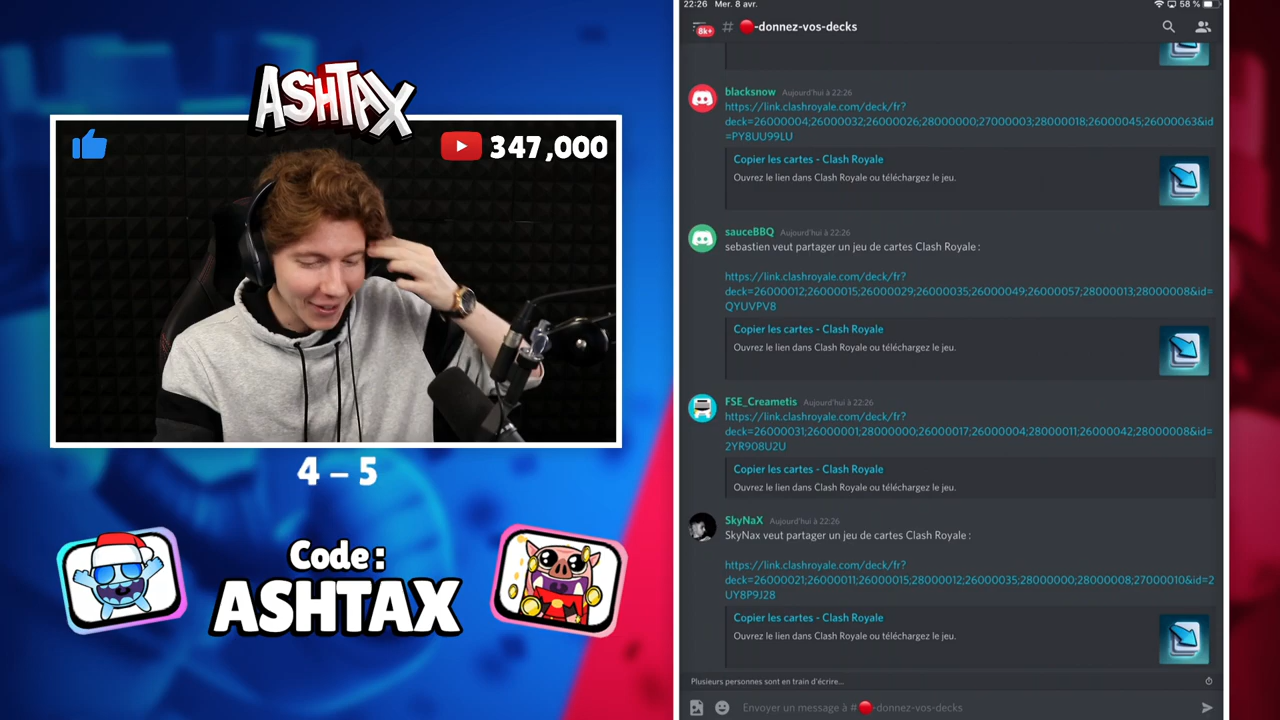 ASHTAX
347,000
4 – 5
Code :
ASHTAX
22:26 Mer. 8 avr.
58 %
8k+
# 🔴-donnez-vos-decks
blacksnow Aujourd'hui à 22:26
https://link.clashroyale.com/deck/fr?
deck=26000004;26000032;26000026;28000000;27000003;28000018;26000045;26000063&id
=PY8UU99LU
Copier les cartes - Clash Royale
Ouvrez le lien dans Clash Royale ou téléchargez le jeu.
sauceBBQ Aujourd'hui à 22:26
sebastien veut partager un jeu de cartes Clash Royale :
https://link.clashroyale.com/deck/fr?
deck=26000012;26000015;26000029;26000035;26000049;26000057;28000013;28000008&id=
QYUVPV8
Copier les cartes - Clash Royale
Ouvrez le lien dans Clash Royale ou téléchargez le jeu.
FSE_Creametis Aujourd'hui à 22:26
https://link.clashroyale.com/deck/fr?
deck=26000031;26000001;28000000;26000017;26000004;28000011;26000042;28000008&id=
2YR908U2U
Copier les cartes - Clash Royale
Ouvrez le lien dans Clash Royale ou téléchargez le jeu.
SkyNaX Aujourd'hui à 22:26
SkyNax veut partager un jeu de cartes Clash Royale :
https://link.clashroyale.com/deck/fr?
deck=26000021;26000011;26000015;28000012;26000035;28000000;28000008;27000010&id=2
UY8P9J28
Copier les cartes - Clash Royale
Ouvrez le lien dans Clash Royale ou téléchargez le jeu.
Plusieurs personnes sont en train d'écrire...
Envoyer un message à #🔴-donnez-vos-decks